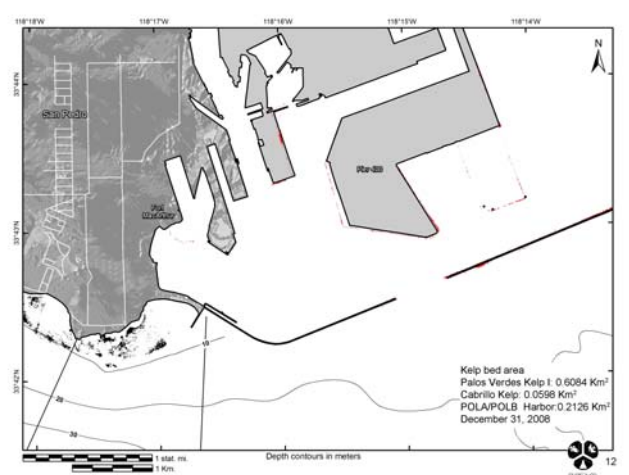 118°18'W 118°17'W 118°16'W 118°15'W 118°14'W
N
33°44'N
San Pedro
Fort
MacArthur
Pier 400
33°43'N
10
33°42'N
20
30
Kelp bed area
Palos Verdes Kelp I: 0.6084 Km²
Cabrillo Kelp: 0.0598 Km²
POLA/POLB Harbor:0.2126 Km²
December 31, 2008
1 stat. mi.
1 Km.
Depth contours in meters
12